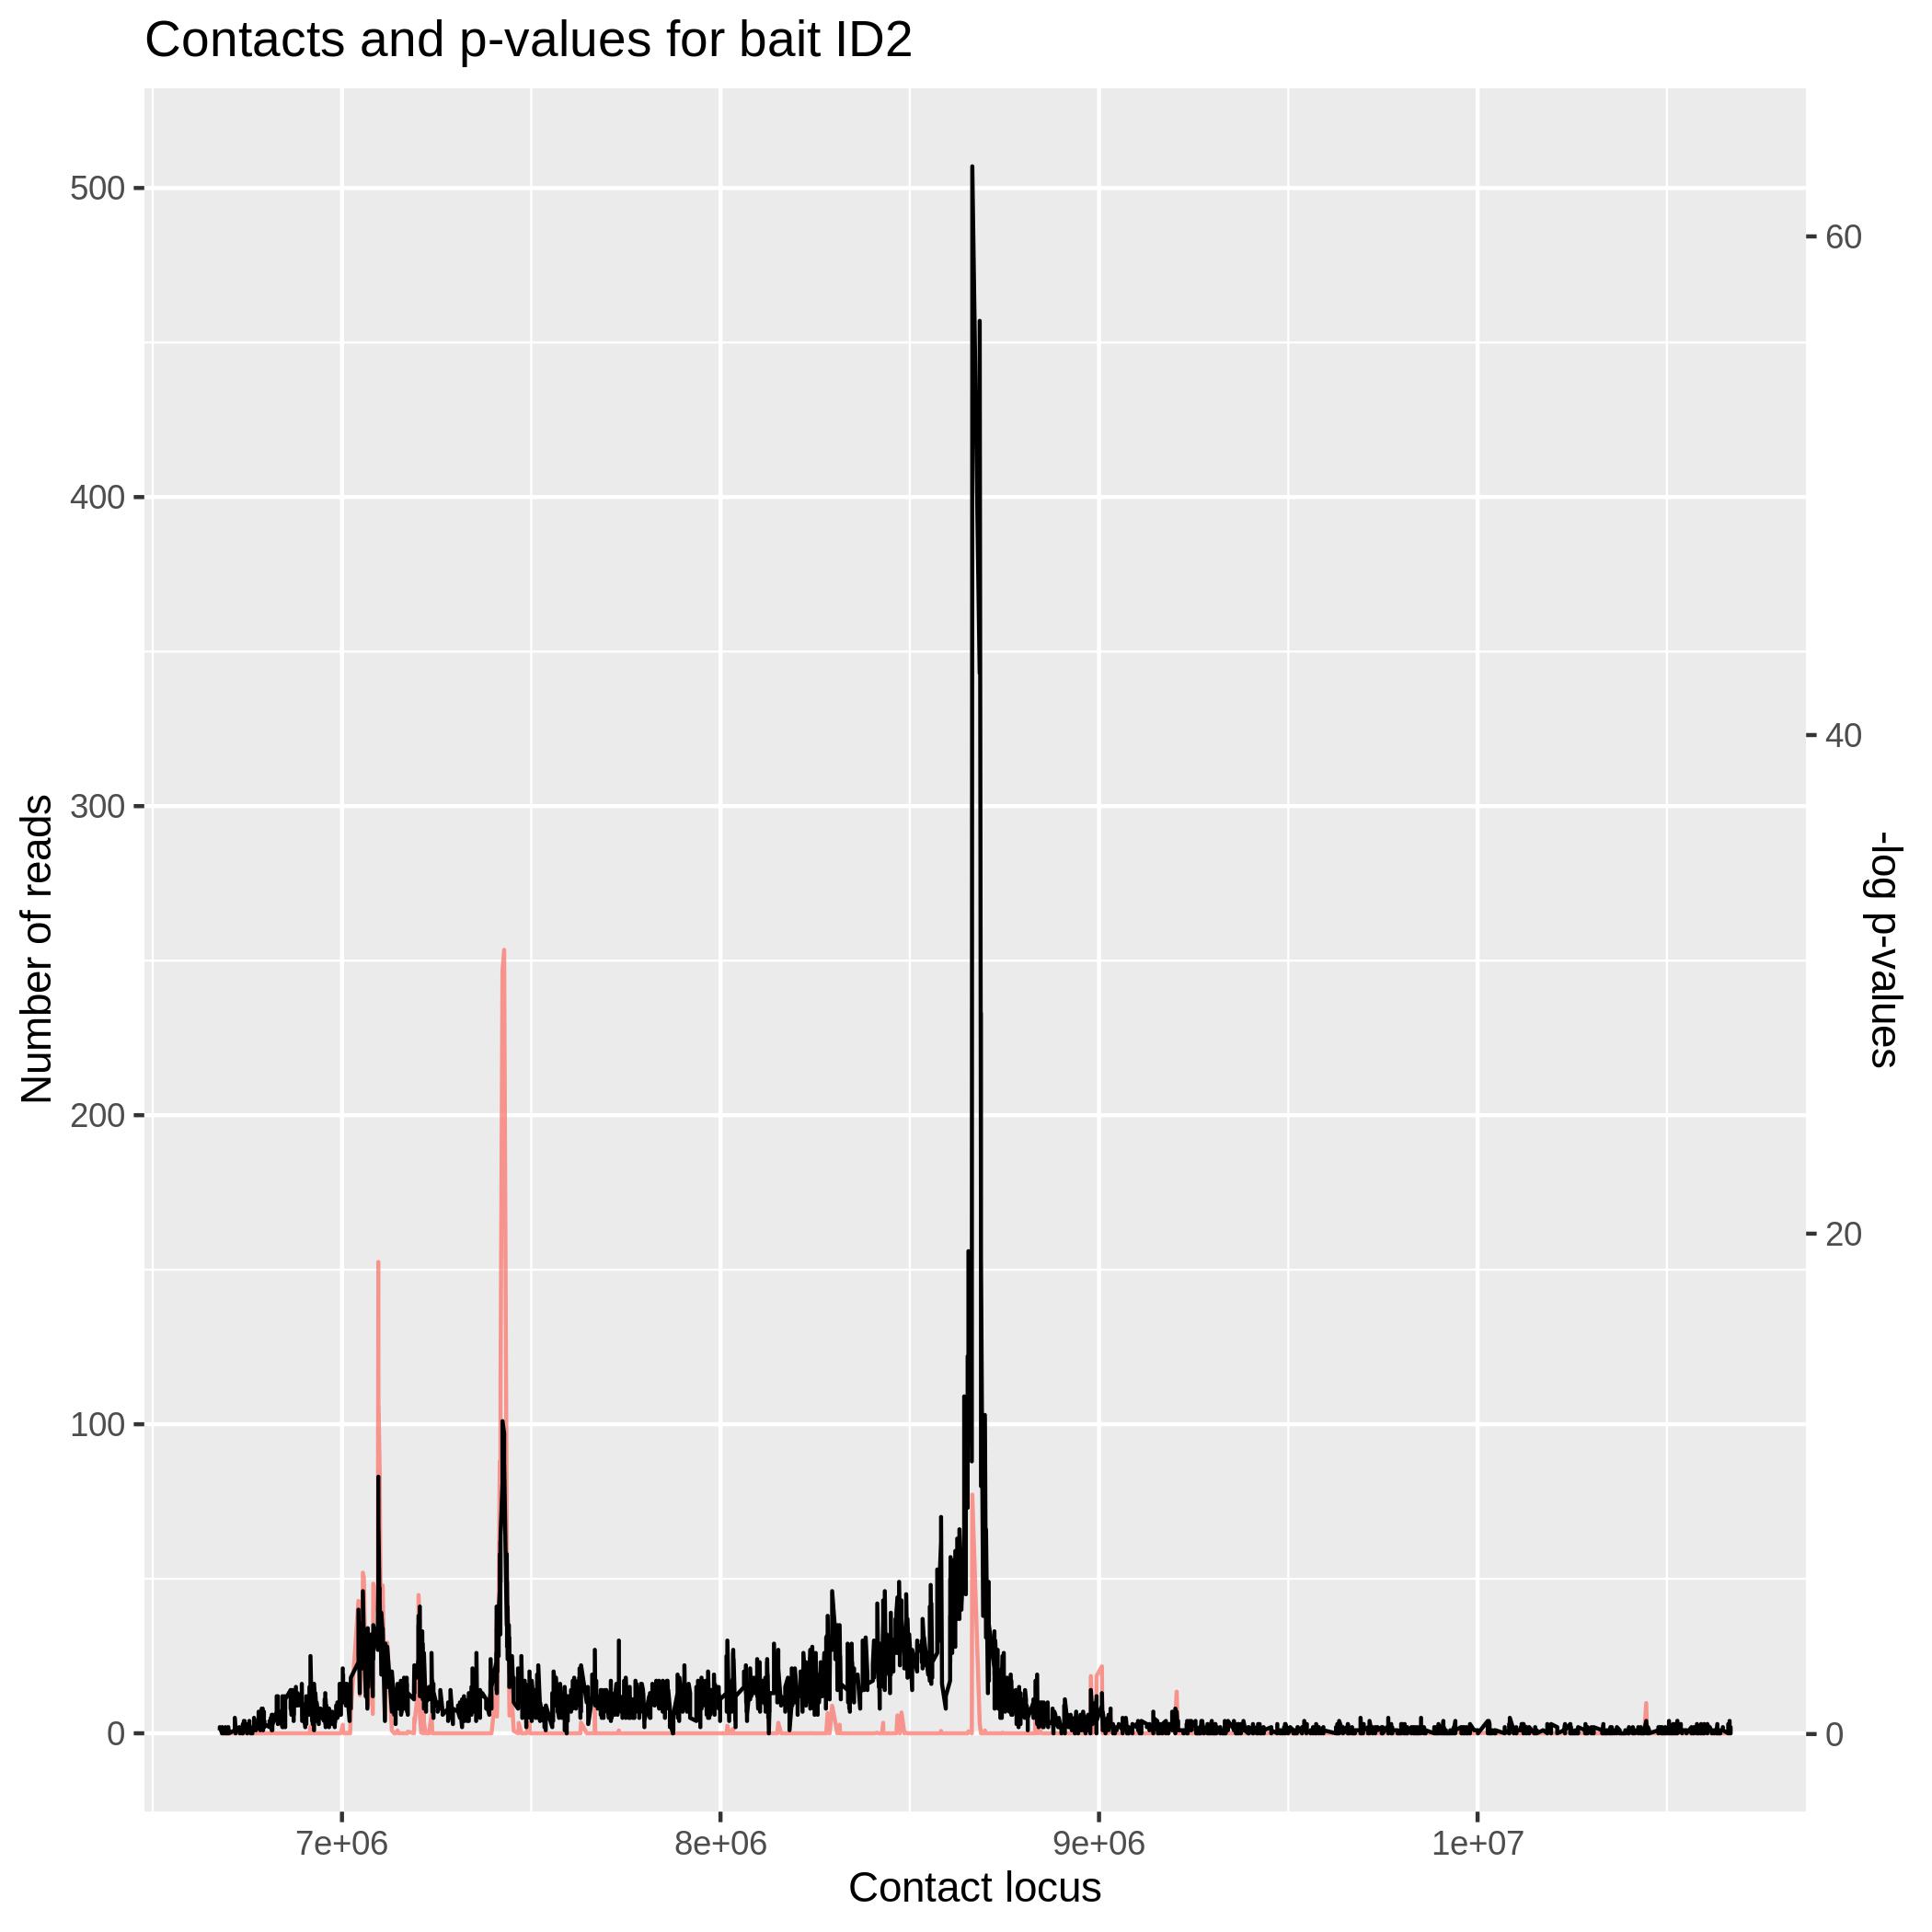 Contacts and p-values for bait ID2
500
400
300
200
100
0
Number of reads
60
40
20
0
-log p-values
7e+06
8e+06
9e+06
1e+07
Contact locus